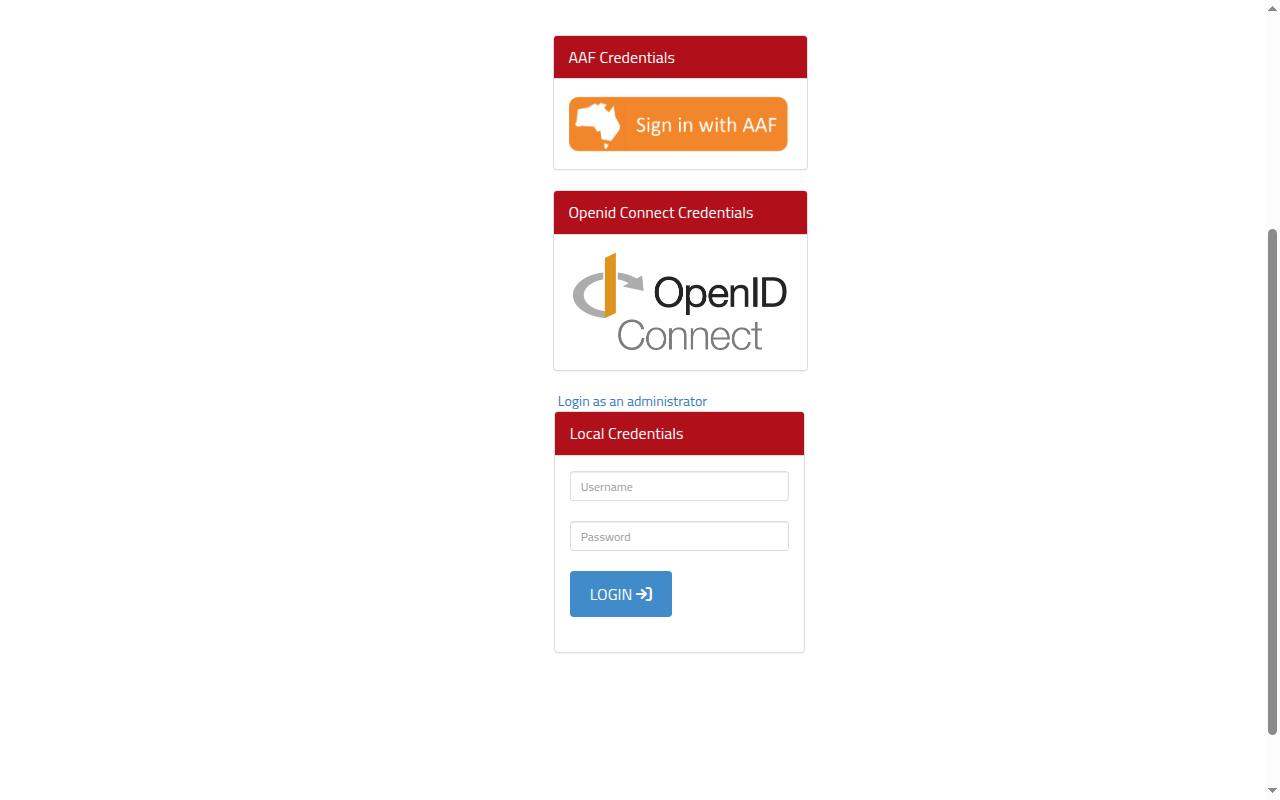 AAF Credentials
Sign in with AAF
Openid Connect Credentials
OpenID
Connect
Login as an administrator
Local Credentials
Username
Password
LOGIN